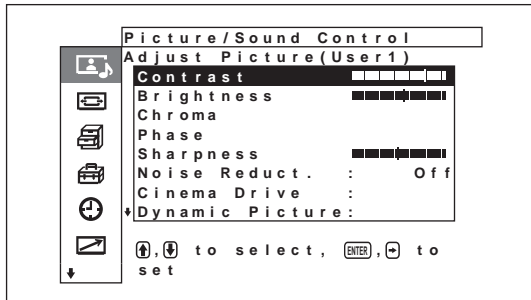 Picture/Sound Control
Adjust Picture(User1)
Contrast
Brightness
Chroma
Phase
Sharpness
Noise Reduct. : Off
Cinema Drive :
Dynamic Picture:
, to select, ENTER, to
set